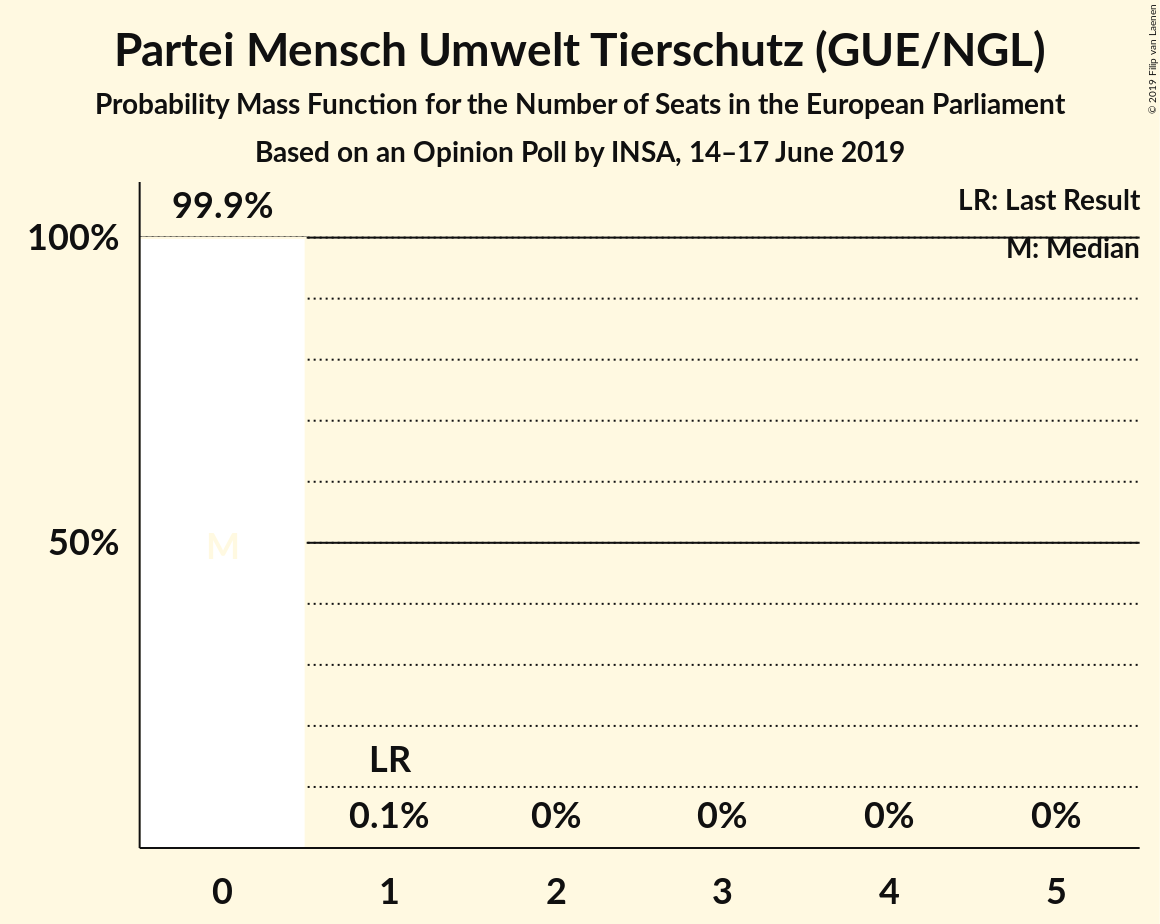 Partei Mensch Umwelt Tierschutz (GUE/NGL)
Probability Mass Function for the Number of Seats in the European Parliament
Based on an Opinion Poll by INSA, 14–17 June 2019
© 2019 Filip van Laenen
99.9%
LR: Last Result
100%
M: Median
50%
M
LR
0.1%
0%
0%
0%
0%
0
1
2
3
4
5